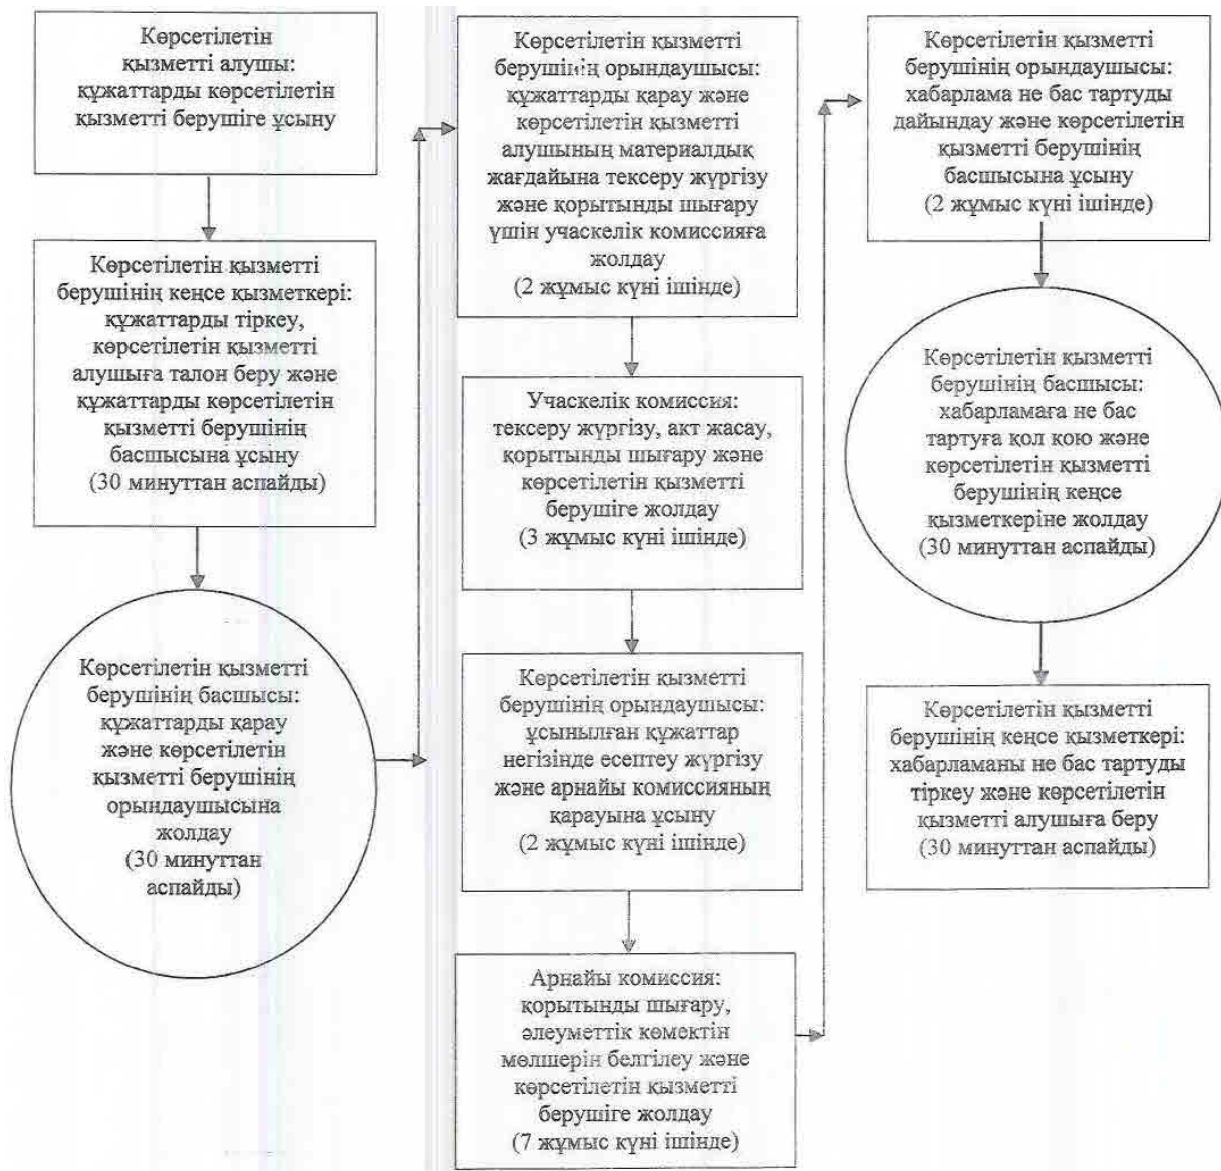 Көрсетілетін
қызметті алушы:
құжаттарды көрсетілетін
қызметті берушіге ұсыну
Көрсетілетін қызметті
берушінің кеңсе қызметкері:
құжаттарды тіркеу,
көрсетілетін қызметті
алушыға талон беру және
құжаттарды көрсетілетін
қызметті берушінің
басшысына ұсыну
(30 минуттан аспайды)
Көрсетілетін қызметті
берушінің басшысы:
құжаттарды қарау
және көрсетілетін
қызметті берушінің
орындаушысына
жолдау
(30 минуттан
аспайды)
Көрсетілетін қызметті
берушінің орындаушысы:
құжаттарды қарау және
көрсетілетін қызметті
алушының материалдық
жағдайына тексеру жүргізу
және қорытынды шығару
үшін учаскелік комиссияға
жолдау
(2 жұмыс күні ішінде)
Учаскелік комиссия:
тексеру жүргізу, акт жасау,
қорытынды шығару және
көрсетілетін қызметті
берушіге жолдау
(3 жұмыс күні ішінде)
Көрсетілетін қызметті
берушінің орындаушысы:
ұсынылған құжаттар
негізінде есептеу жүргізу
және арнайы комиссияның
қарауына ұсыну
(2 жұмыс күні ішінде)
Арнайы комиссия:
қорытынды шығару,
әлеуметтік көмектін
мөлшерін белгілеу және
көрсетілетін қызметті
берушіге жолдау
(7 жұмыс күні ішінде)
Көрсетілетін қызметті
берушінің орындаушысы:
хабарлама не бас тартуды
дайындау және көрсетілетін
қызметті берушінің
басшысына ұсыну
(2 жұмыс күні ішінде)
Көрсетілетін қызметті
берушінің басшысы:
хабарламаға не бас
тартуға қол қою және
көрсетілетін қызметті
берушінің кеңсе
қызметкеріне жолдау
(30 минуттан аспайды)
Көрсетілетін қызметті
берушінің кеңсе қызметкері:
хабарламаны не бас тартуды
тіркеу және көрсетілетін
қызметті алушыға беру
(30 минуттан аспайды)